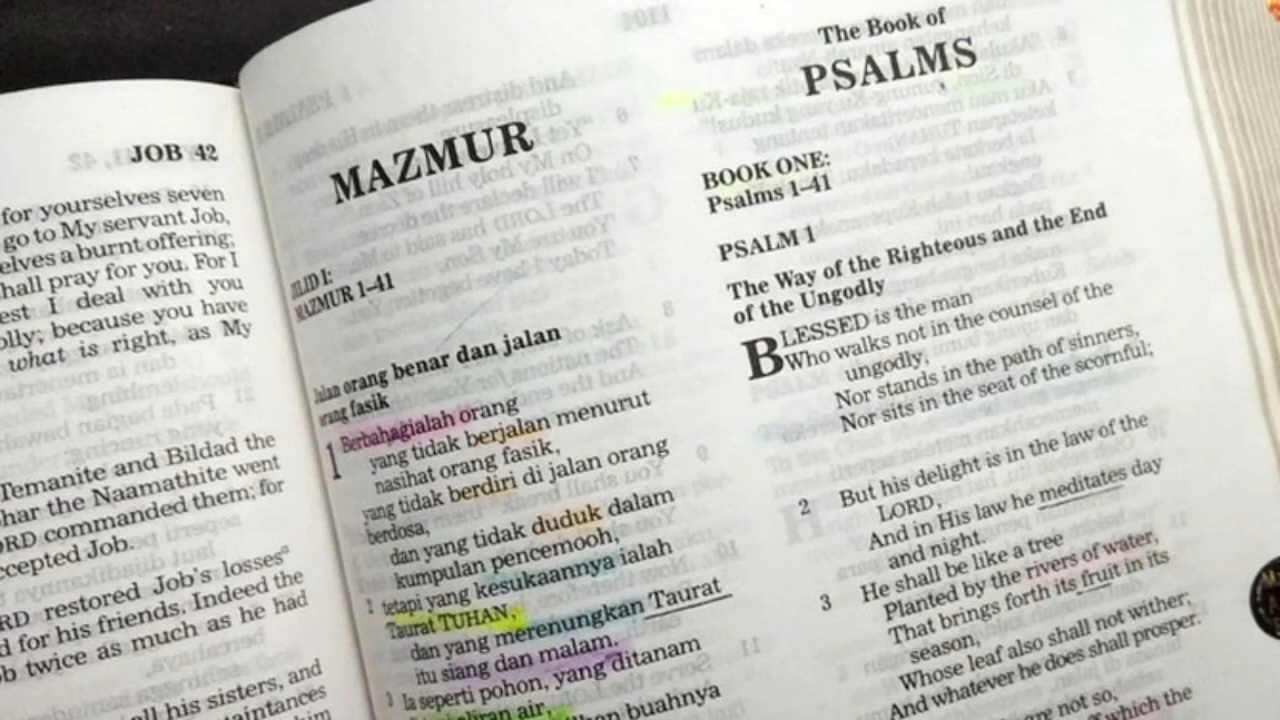 JOB 42
for yourselves seven
go to My servant Job,
a burnt offering;
shall pray for you. For I
I deal with you
because you have
what is right, as My
Temanite and Bildad the
the Naamathite went
commanded them; for
accepted Job.
restored Job's losses
for his friends. Indeed the
twice as much as he had
all his sisters, and
MAZMUR
MAZMUR 1–41
Jalan orang benar dan jalan
orang fasik
1 Berbahagialah orang
yang tidak berjalan menurut
nasihat orang fasik,
yang tidak berdiri di jalan orang
berdosa,
dan yang tidak duduk dalam
kumpulan pencemooh,
2 tetapi yang kesukaannya ialah
Taurat TUHAN,
dan yang merenungkan Taurat
itu siang dan malam.
3 Ia seperti pohon, yang ditanam
aliran air,
buahnya
The Book of
PSALMS
BOOK ONE:
Psalms 1–41
PSALM 1
The Way of the Righteous and the End
of the Ungodly
BLESSED is the man
Who walks not in the counsel of the
ungodly,
Nor stands in the path of sinners,
Nor sits in the seat of the scornful;
2 But his delight is in the law of the
LORD,
And in His law he meditates day
and night.
3 He shall be like a tree
Planted by the rivers of water,
That brings forth its fruit in its
season,
Whose leaf also shall not wither;
And whatever he does shall prosper.
are not so,
which the